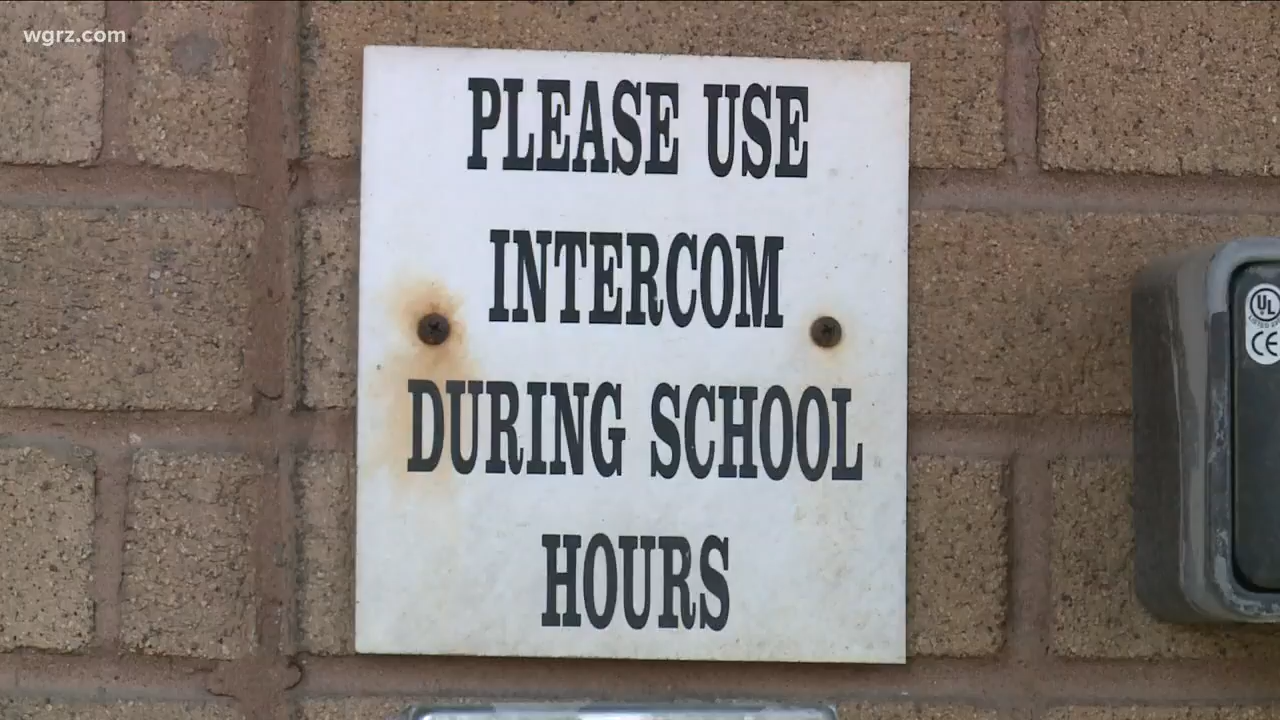 wgrz.com
PLEASE USE
INTERCOM
DURING SCHOOL
HOURS
UL
CE